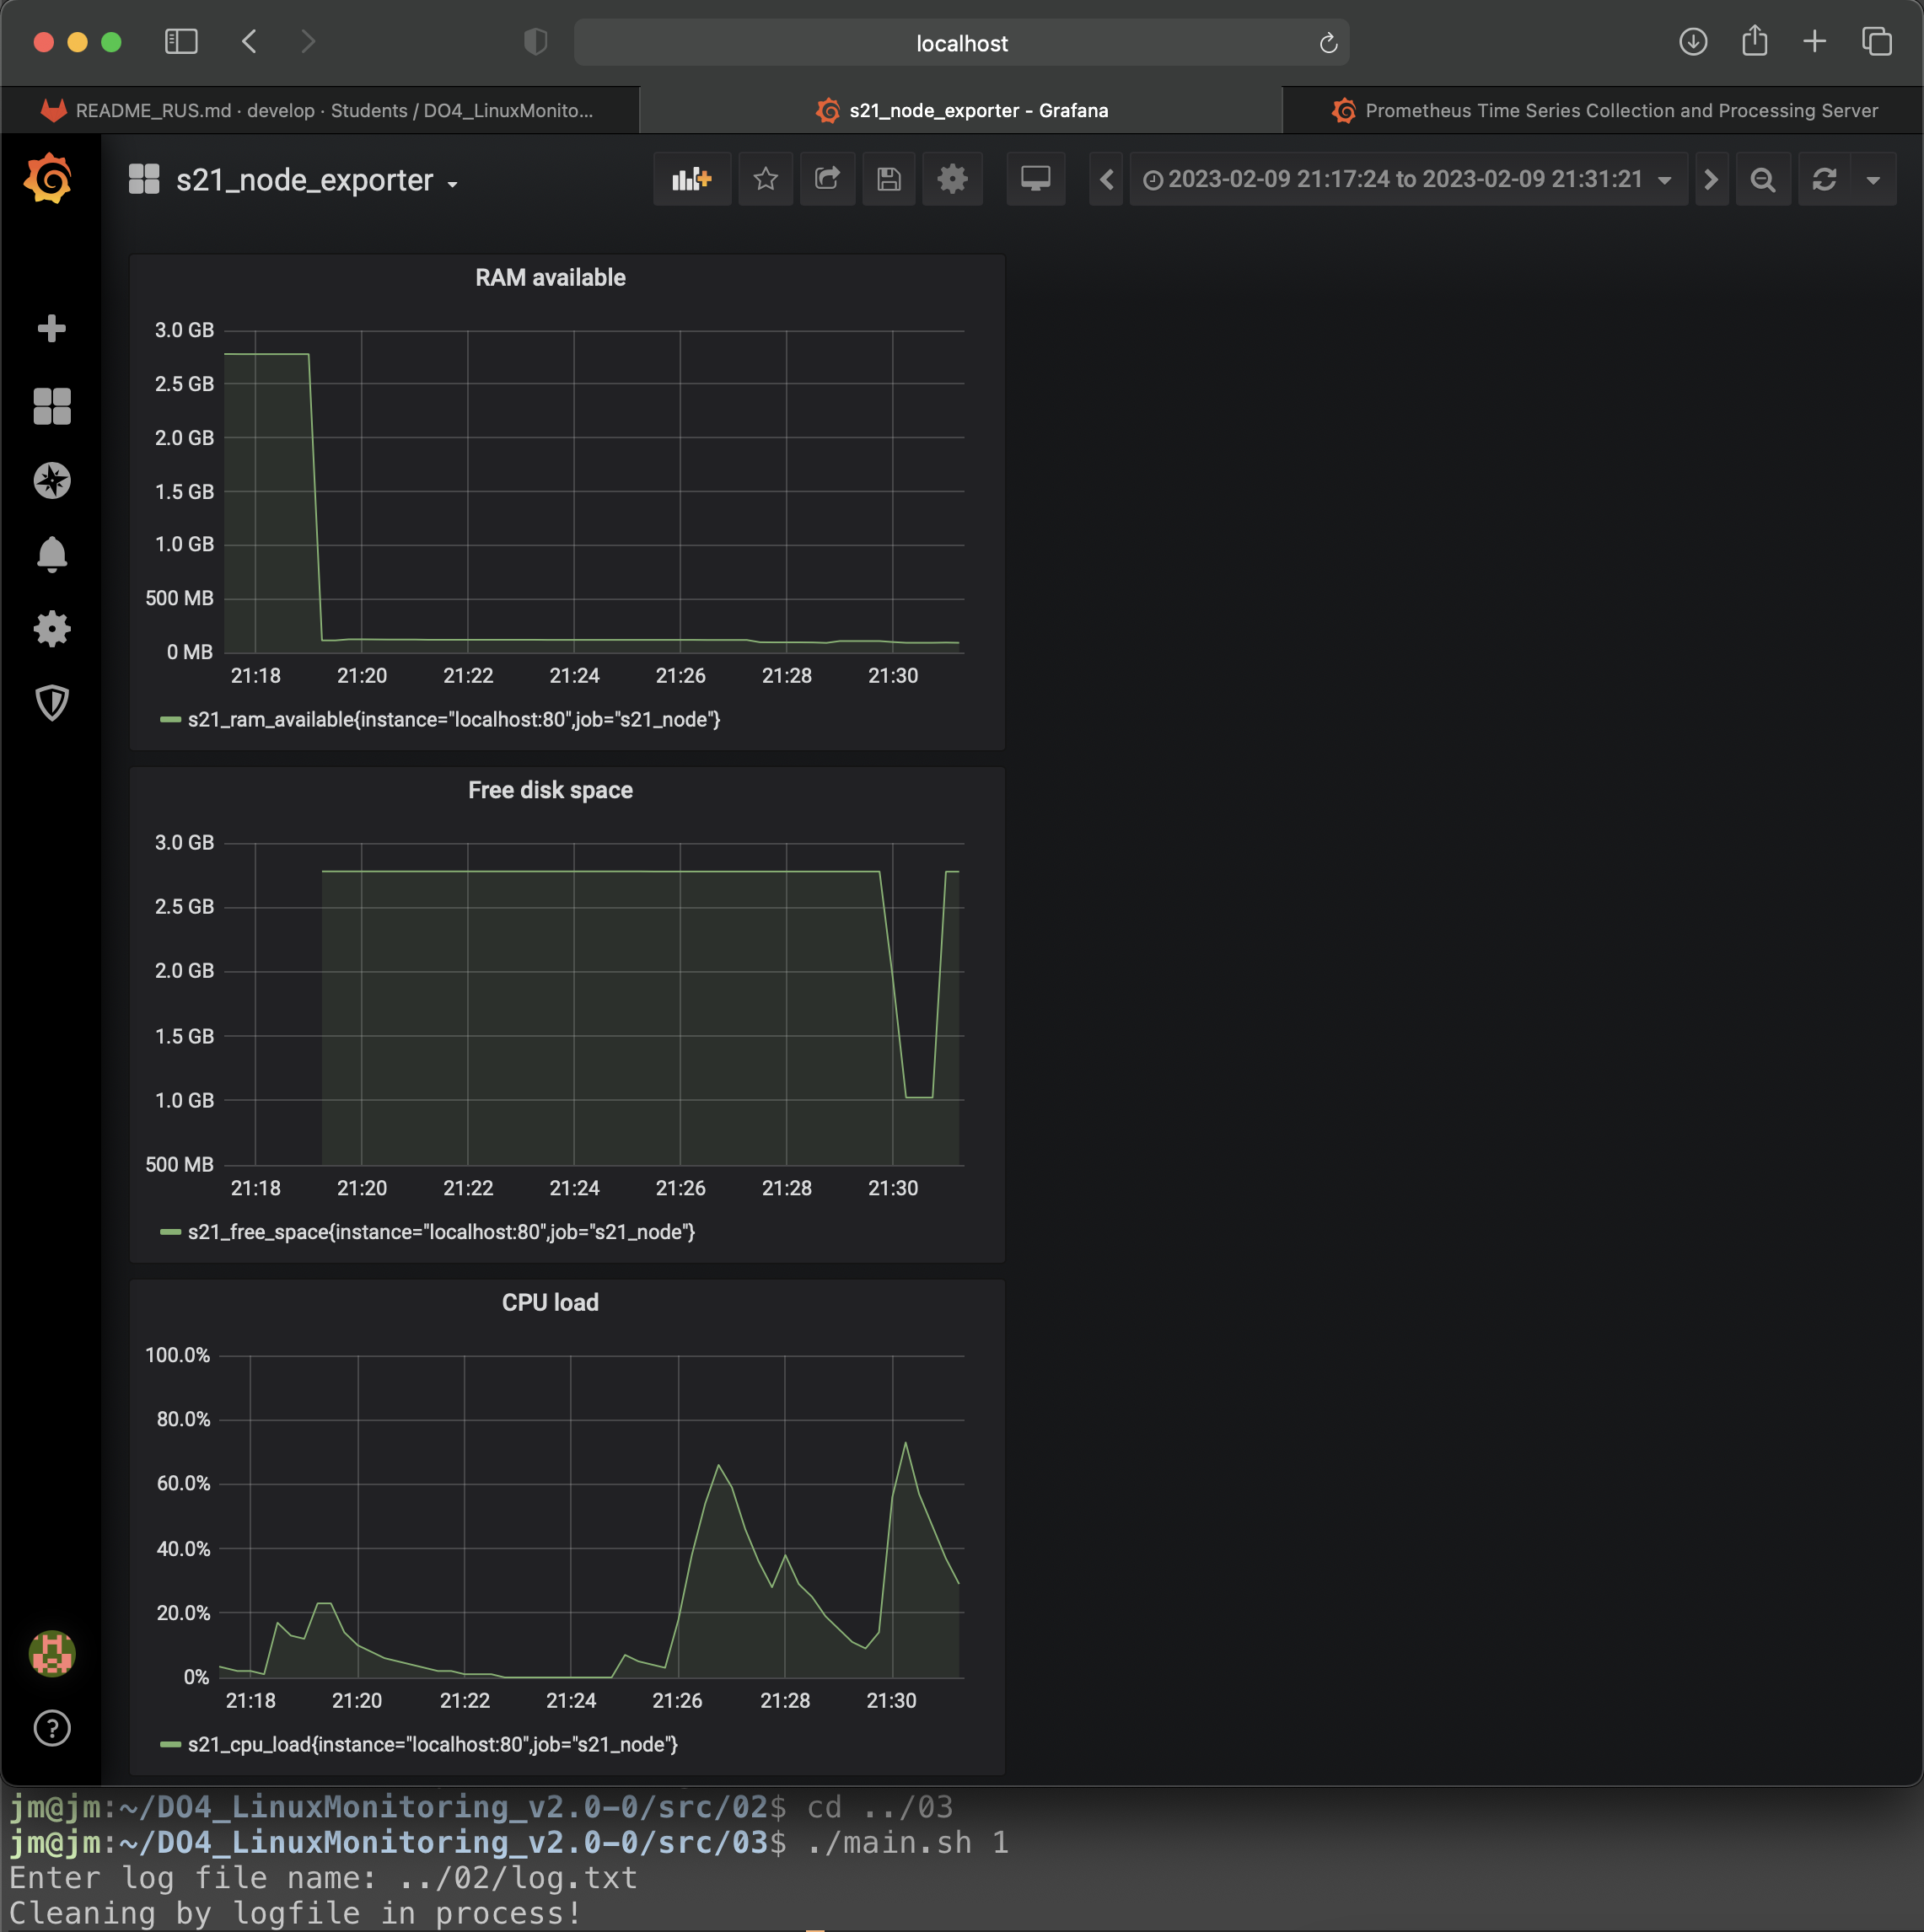 localhost
README_RUS.md · develop · Students / DO4_LinuxMonito...
s21_node_exporter - Grafana
Prometheus Time Series Collection and Processing Server
s21_node_exporter
2023-02-09 21:17:24 to 2023-02-09 21:31:21
RAM available
3.0 GB
2.5 GB
2.0 GB
1.5 GB
1.0 GB
500 MB
0 MB
21:18 21:20 21:22 21:24 21:26 21:28 21:30
s21_ram_available{instance="localhost:80",job="s21_node"}
Free disk space
3.0 GB
2.5 GB
2.0 GB
1.5 GB
1.0 GB
500 MB
21:18 21:20 21:22 21:24 21:26 21:28 21:30
s21_free_space{instance="localhost:80",job="s21_node"}
CPU load
100.0%
80.0%
60.0%
40.0%
20.0%
0%
21:18 21:20 21:22 21:24 21:26 21:28 21:30
s21_cpu_load{instance="localhost:80",job="s21_node"}
jm@jm:~/DO4_LinuxMonitoring_v2.0-0/src/02$ cd ../03
jm@jm:~/DO4_LinuxMonitoring_v2.0-0/src/03$ ./main.sh 1
Enter log file name: ../02/log.txt
Cleaning by logfile in process!